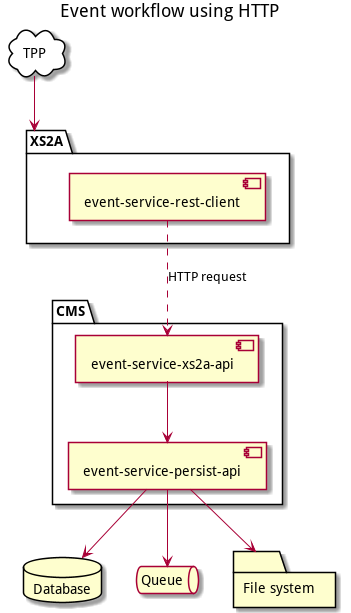 Event workflow using HTTP
TPP
XS2A
event-service-rest-client
HTTP request
CMS
event-service-xs2a-api
event-service-persist-api
Database
Queue
File system